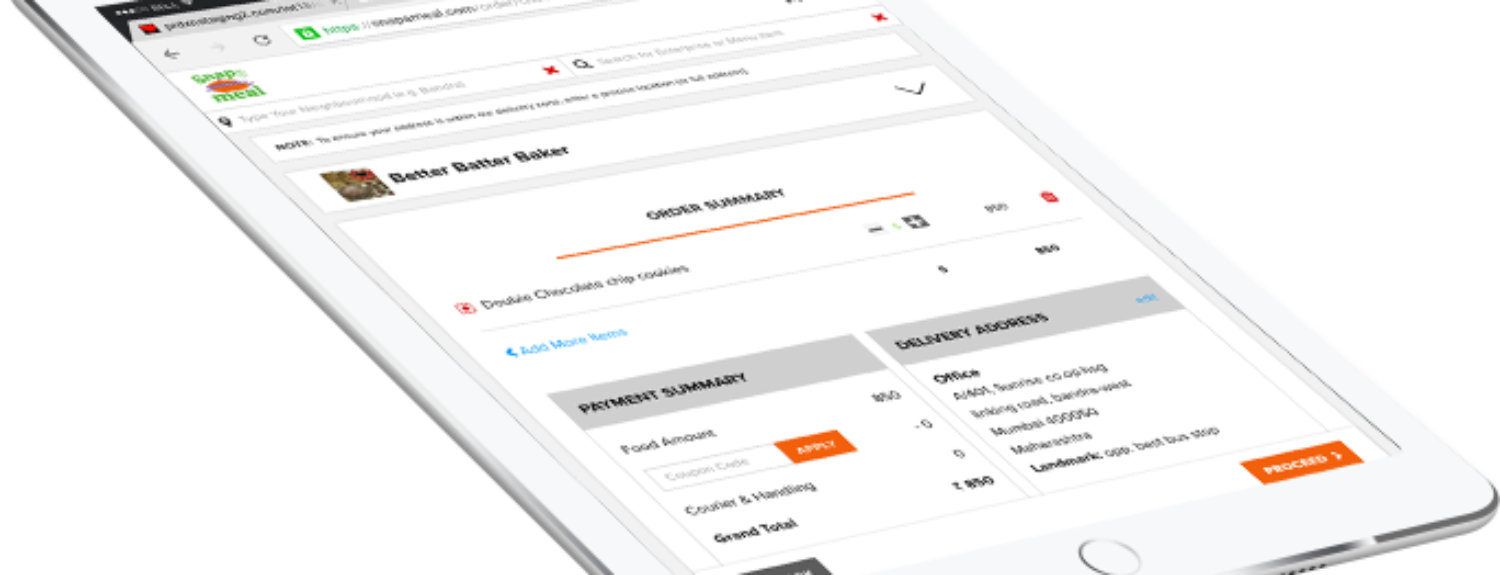 BELL
https://snapameal.com/order/
Snap
meal
Type Your Neighbourhood (e.g. Bandra)
Search for Enterprise or Menu Item
NOTE: To ensure your address is within our delivery zone, enter a precise location (or full address)
Better Batter Baker
ORDER SUMMARY
Double Chocolate chip cookies 5 850
5 850
Add More Items
PAYMENT SUMMARY
Food Amount 850
Coupon Code APPLY - 0
Courier & Handling 0
Grand Total ₹ 850
DELIVERY ADDRESS edit
Office
A/401, Sunrise co.op hsg
linking road, bandra-west
Mumbai 400050
Maharashtra
Landmark: opp. best bus stop
PROCEED